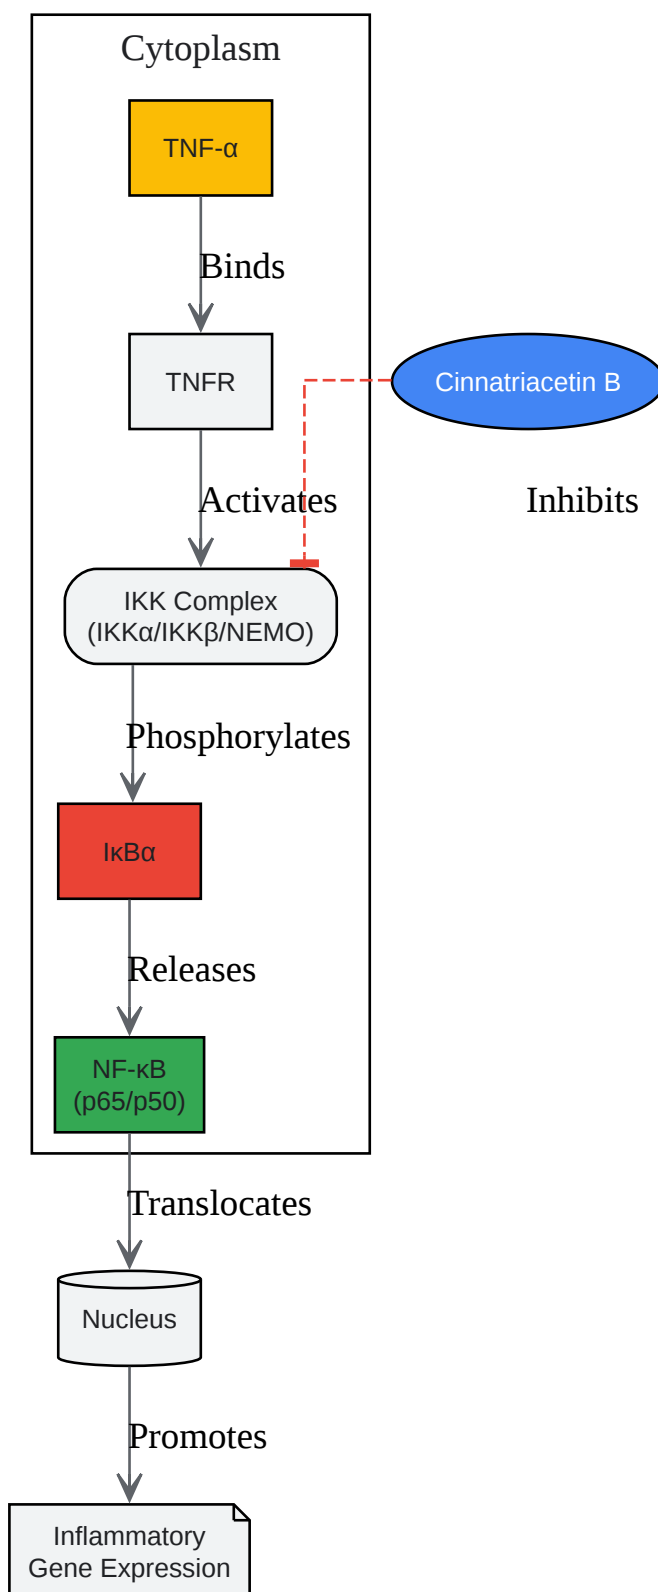 Cytoplasm
TNF-α
Binds
TNFR
Cinnatriacetin B
Activates
Inhibits
IKK Complex
(IKKα/IKKβ/NEMO)
Phosphorylates
IκBα
Releases
NF-κB
(p65/p50)
Translocates
Nucleus
Promotes
Inflammatory
Gene Expression